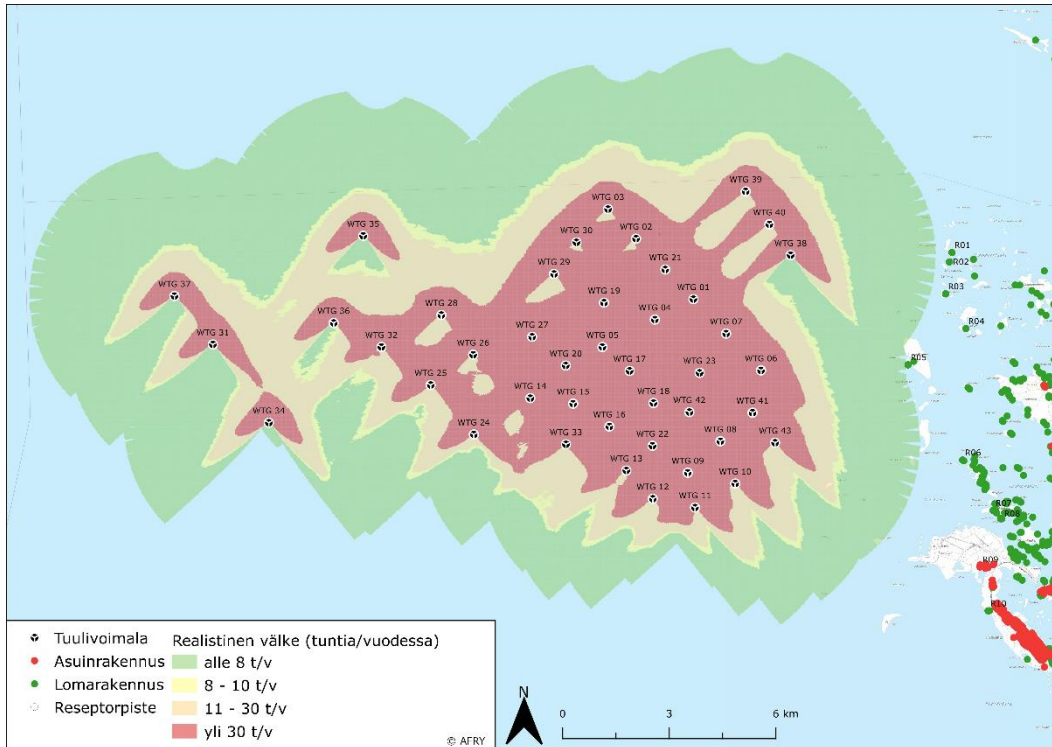 WTG 39
WTG 03
WTG 40
WTG 35
WTG 30
WTG 02
R01
WTG 38
R02
WTG 29
WTG 21
WTG 37
R03
WTG 19
WTG 01
WTG 28
WTG 36
WTG 04
R04
WTG 31
WTG 32
WTG 27
WTG 05
WTG 07
WTG 26
WTG 20
WTG 17
WTG 23
WTG 06
R05
WTG 25
WTG 14
WTG 15
WTG 18
WTG 42
WTG 41
WTG 34
WTG 24
WTG 16
WTG 33
WTG 22
WTG 08
WTG 43
R06
WTG 13
WTG 09
WTG 10
WTG 12
WTG 11
R07
R08
R09
R10
Tuulivoimala
Asuinrakennus
Lomarakennus
Reseptorpiste
Realistinen välke (tuntia/vuodessa)
alle 8 t/v
8 - 10 t/v
11 - 30 t/v
yli 30 t/v
© AFRY
N
0 3 6 km